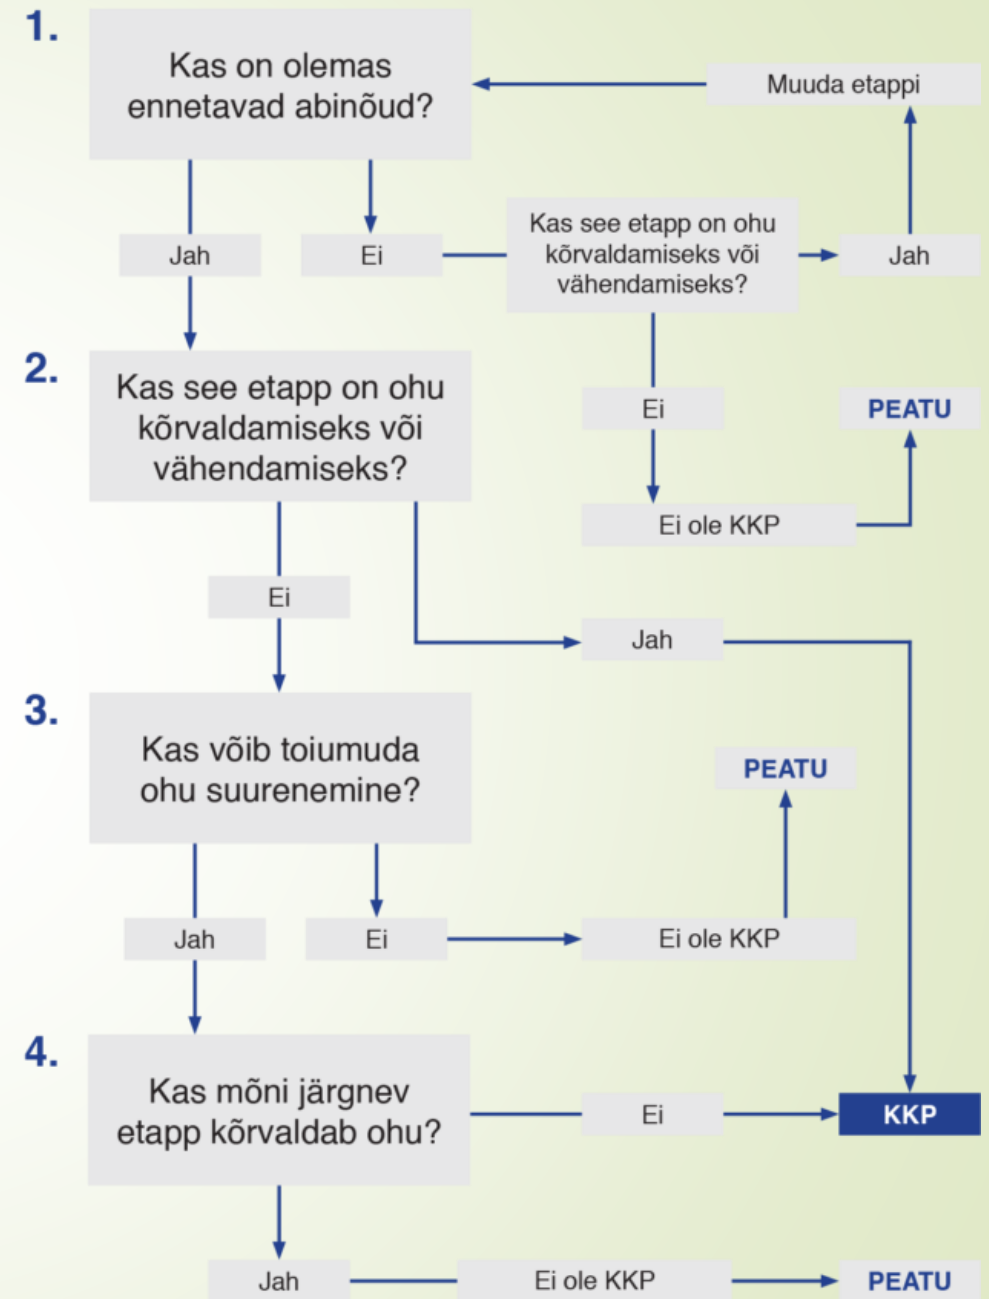 1.
Kas on olemas
ennetavad abinõud?
Muuda etappi
Jah
Ei
Kas see etapp on ohu
kõrvaldamiseks või
vähendamiseks?
Jah
2.
Kas see etapp on ohu
kõrvaldamiseks või
vähendamiseks?
Ei
PEATU
Ei ole KKP
Ei
Jah
3.
Kas võib toiumuda
ohu suurenemine?
PEATU
Jah
Ei
Ei ole KKP
4.
Kas mõni järgnev
etapp kõrvaldab ohu?
Ei
KKP
Jah
Ei ole KKP
PEATU